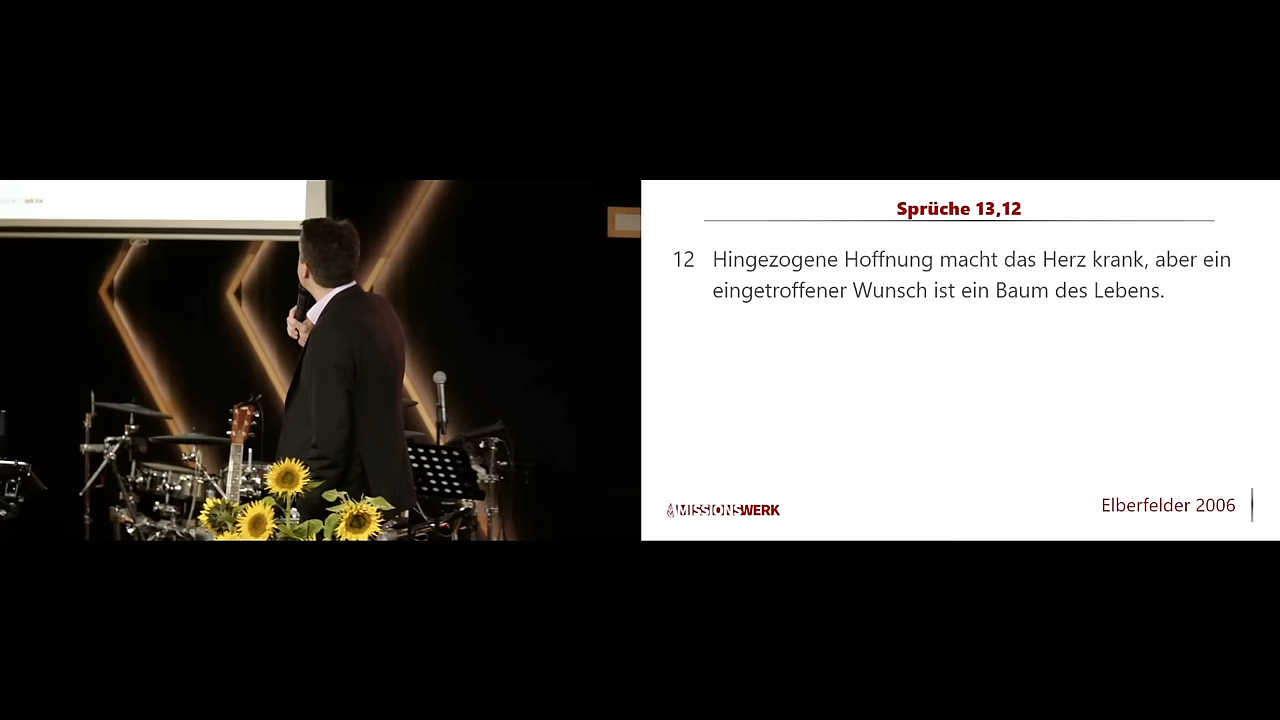 Sprüche 13,12
12 Hingezogene Hoffnung macht das Herz krank, aber ein
eingetroffener Wunsch ist ein Baum des Lebens.
MISSIONSWERK
Elberfelder 2006